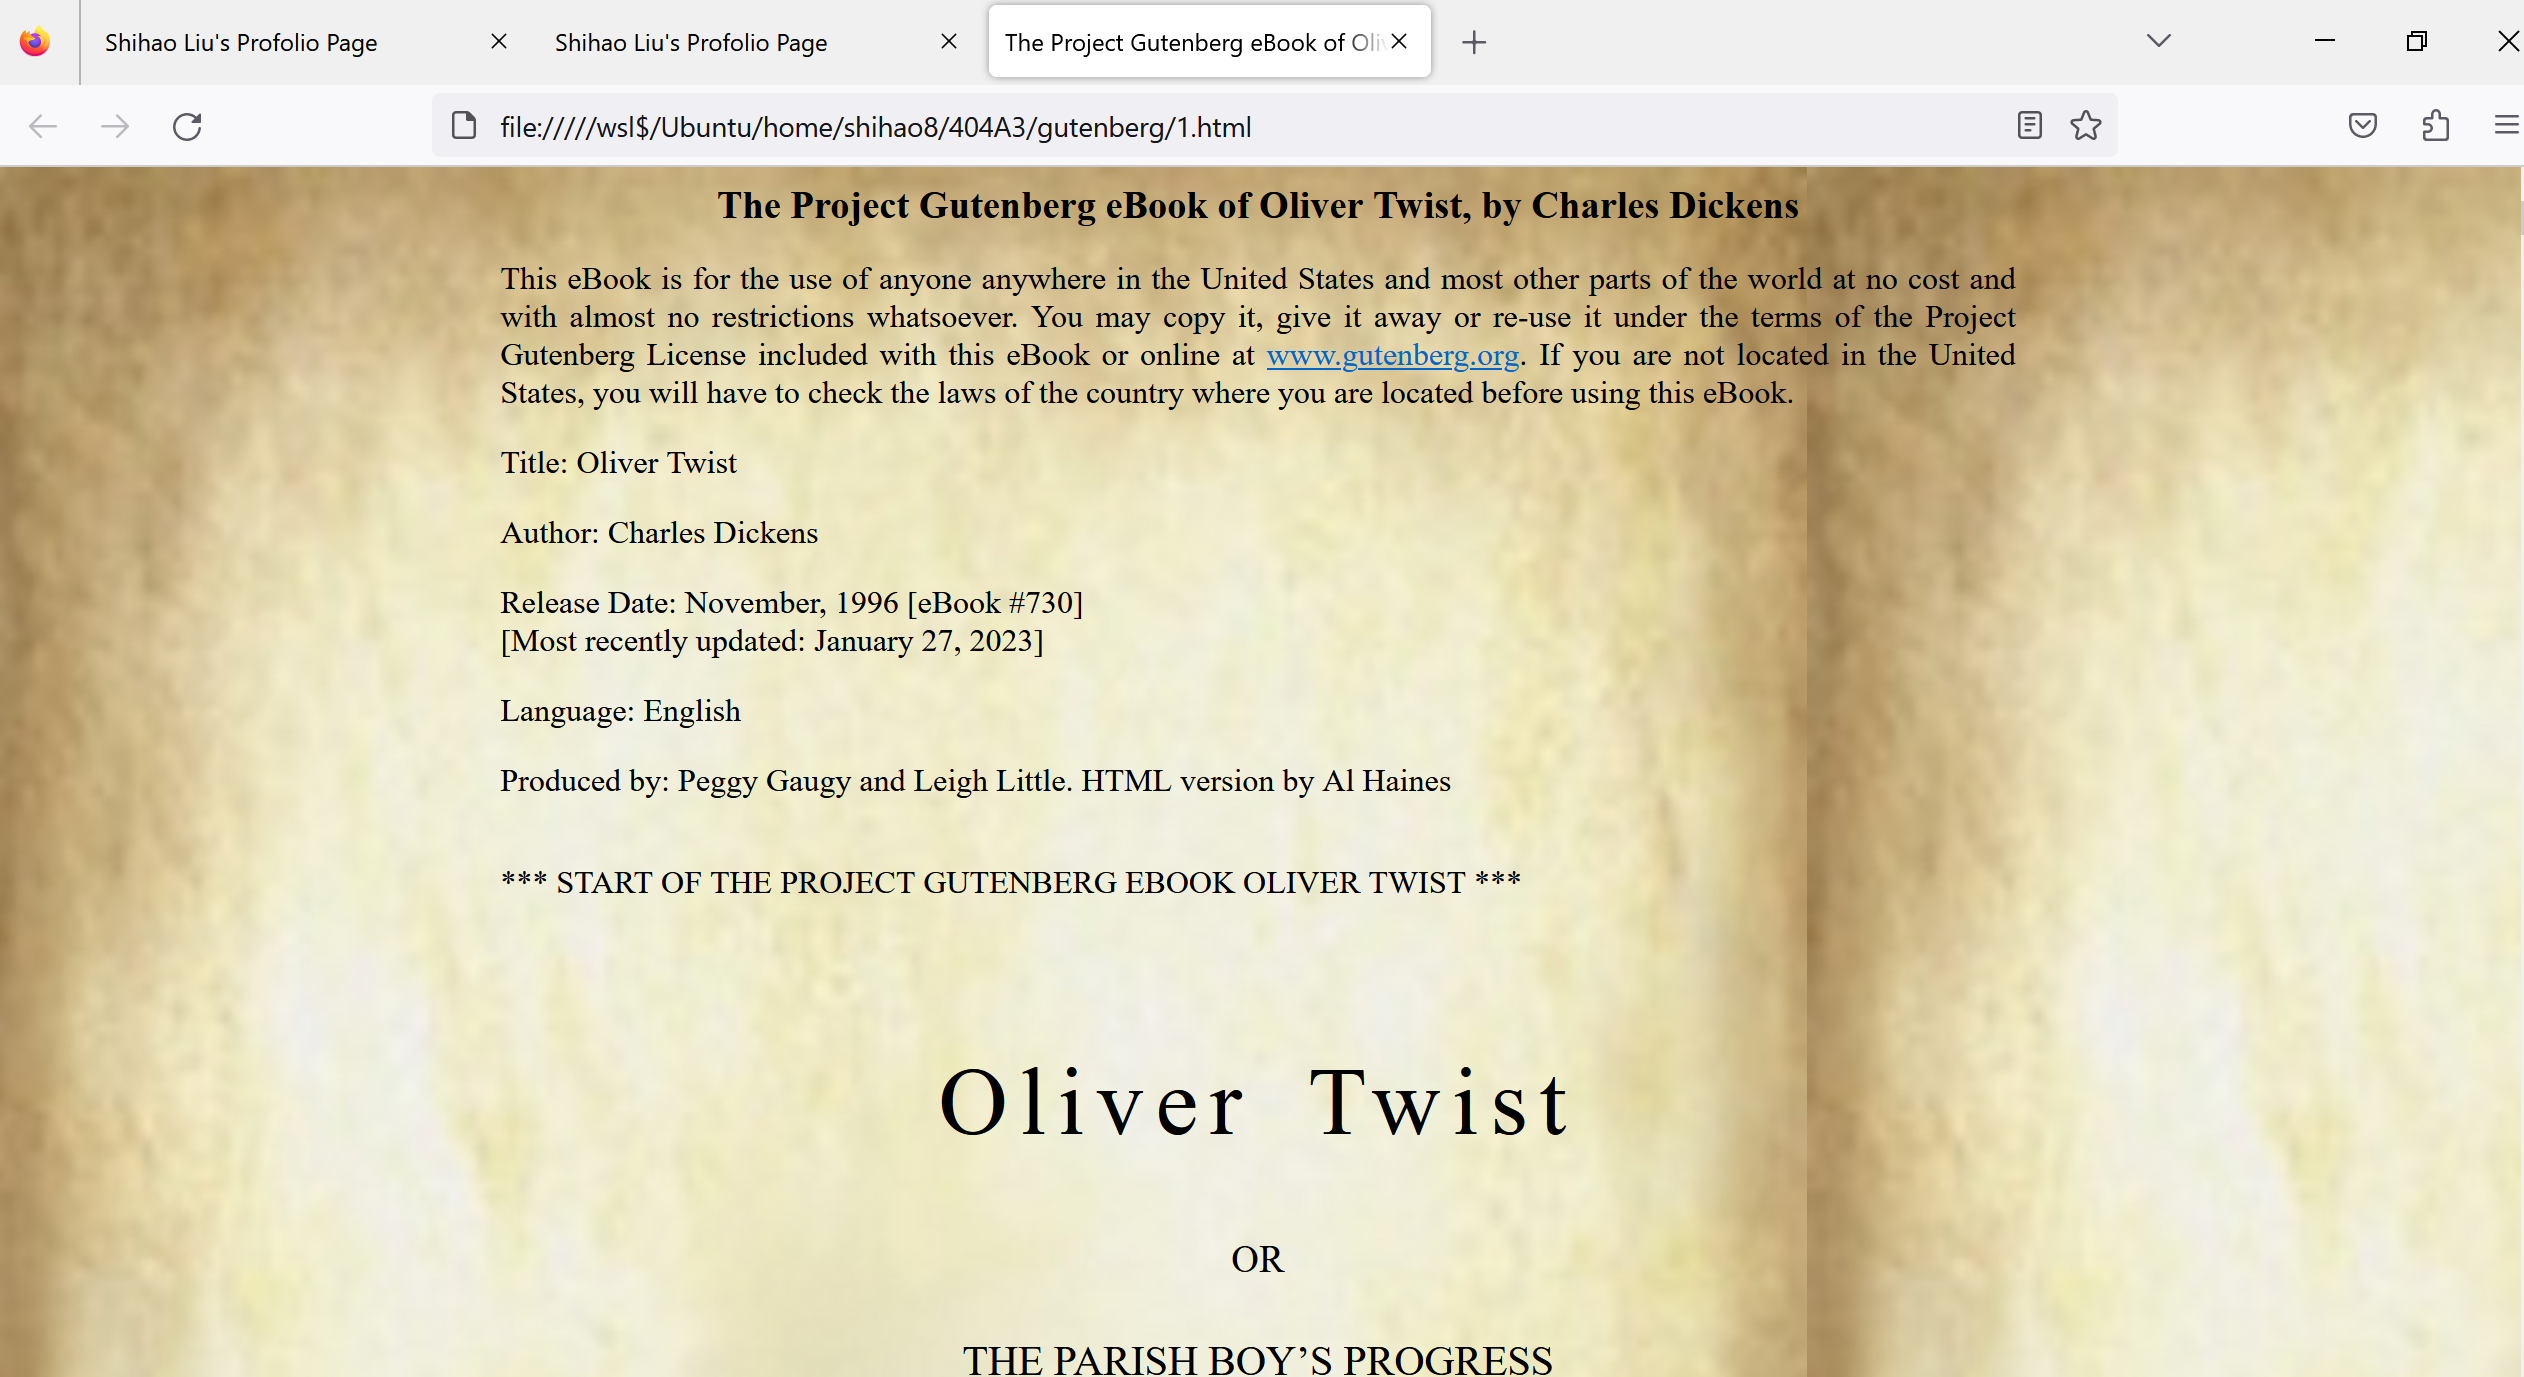 Shihao Liu's Profolio Page
Shihao Liu's Profolio Page
The Project Gutenberg eBook of Oliv
file://///wsl$/Ubuntu/home/shihao8/404A3/gutenberg/1.html
The Project Gutenberg eBook of Oliver Twist, by Charles Dickens
This eBook is for the use of anyone anywhere in the United States and most other parts of the world at no cost and
with almost no restrictions whatsoever. You may copy it, give it away or re-use it under the terms of the Project
Gutenberg License included with this eBook or online at www.gutenberg.org. If you are not located in the United
States, you will have to check the laws of the country where you are located before using this eBook.
Title: Oliver Twist
Author: Charles Dickens
Release Date: November, 1996 [eBook #730]
[Most recently updated: January 27, 2023]
Language: English
Produced by: Peggy Gaugy and Leigh Little. HTML version by Al Haines
*** START OF THE PROJECT GUTENBERG EBOOK OLIVER TWIST ***
Oliver Twist
OR
THE PARISH BOY’S PROGRESS